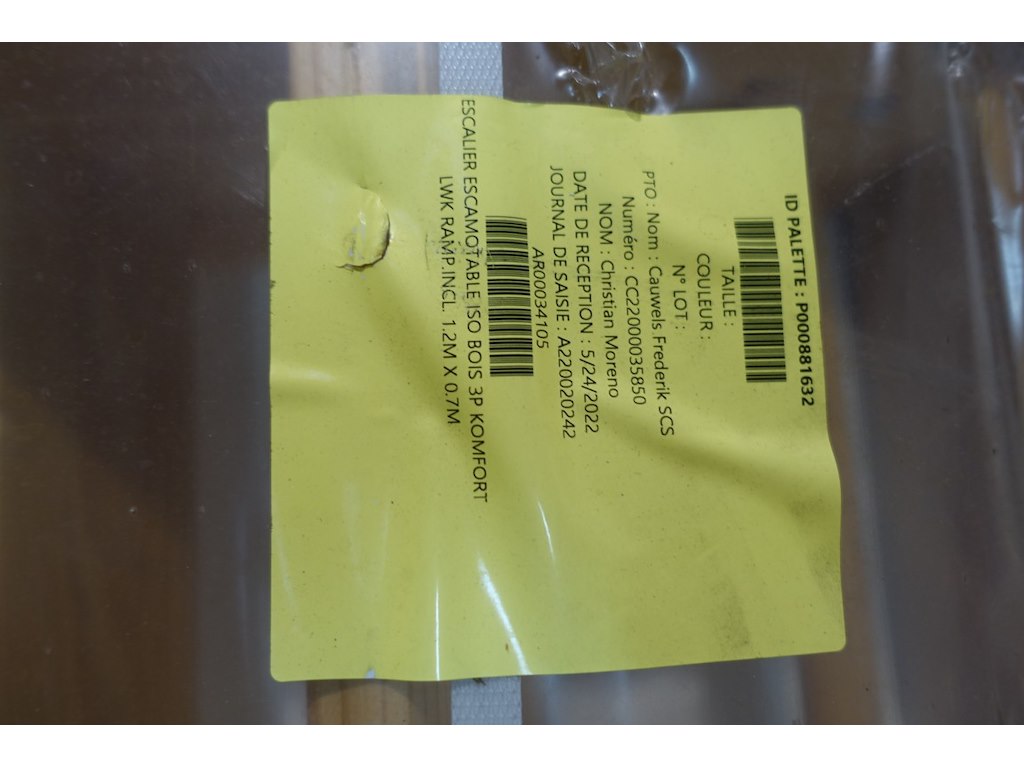 ID PALETTE : P000881632
TAILLE :
COULEUR :
N° LOT :
PTO : Nom : Cauwels Frederik SCS
Numéro : CC22000035850
NOM : Christian Moreno
DATE DE RECEPTION : 5/24/2022
JOURNAL DE SAISIE : A220020242
AR00034105
ESCALIER ESCAMOTABLE ISO BOIS 3P KOMFORT
LWK RAMP.INCL. 1.2M X 0.7M